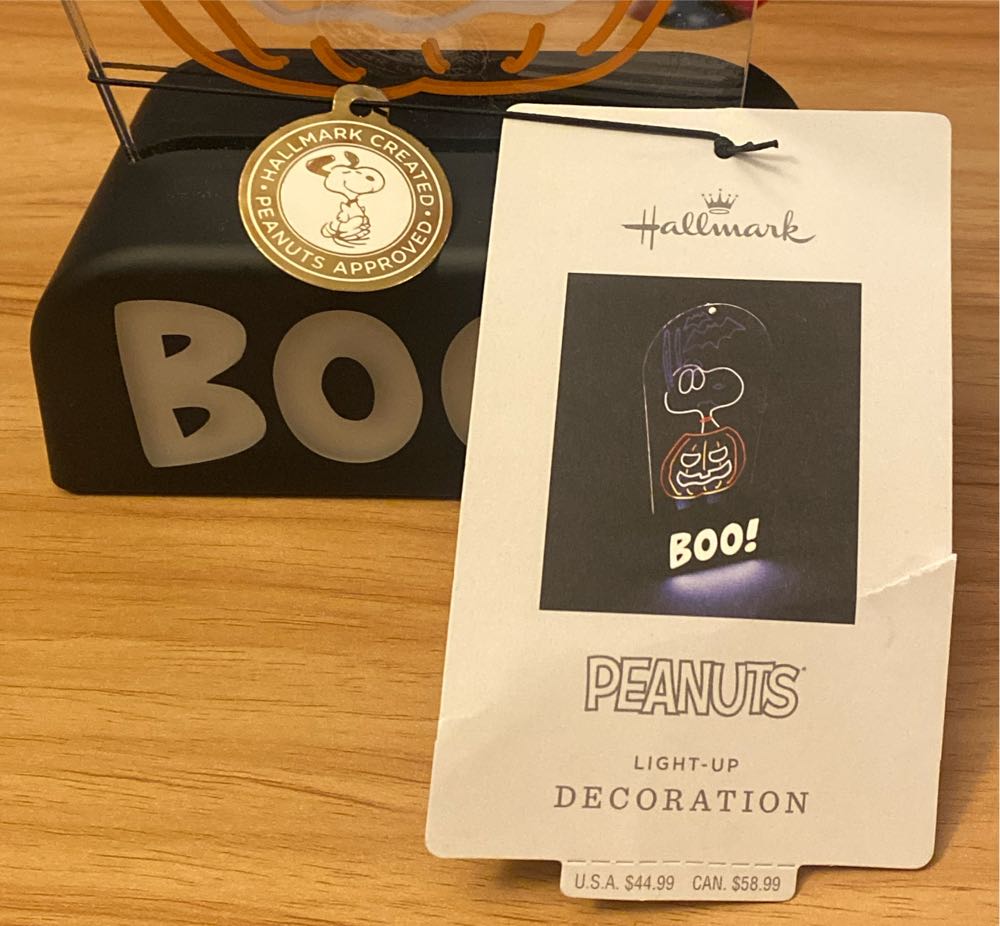 HALLMARK CREATED • PEANUTS APPROVED •
BOO
Hallmark
BOO!
PEANUTS
LIGHT-UP
DECORATION
U.S.A. $44.99 CAN. $58.99